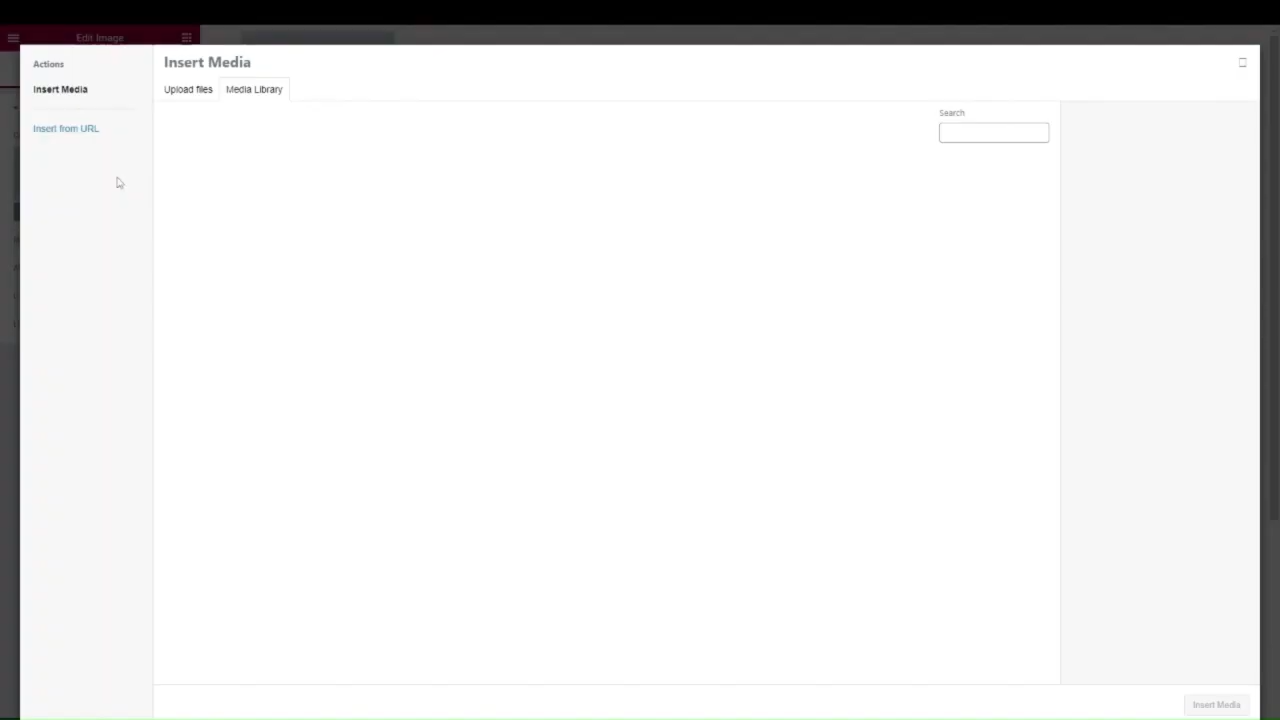 Edit Image
Actions
Insert Media
Insert from URL
Insert Media
Upload files
Media Library
Search
Insert Media